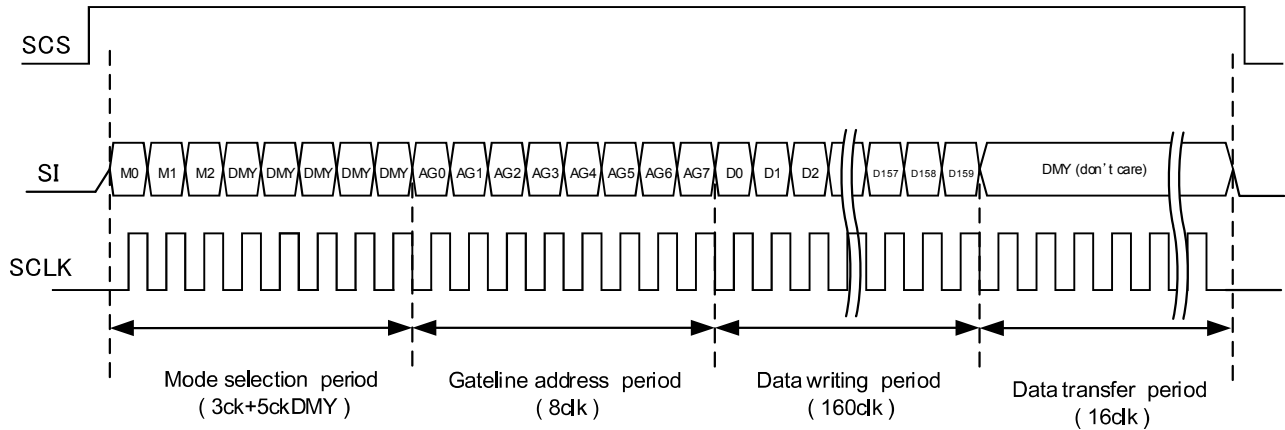 SCS
SI
M0 M1 M2 DMY DMY DMY DMY DMY AG0 AG1 AG2 AG3 AG4 AG5 AG6 AG7 D0 D1 D2 D157 D158 D159 DMY (don't care)
SCLK
Mode selection period
( 3ck+5ckDMY )
Gateline address period
( 8clk )
Data writing period
( 160clk )
Data transfer period
( 16clk )